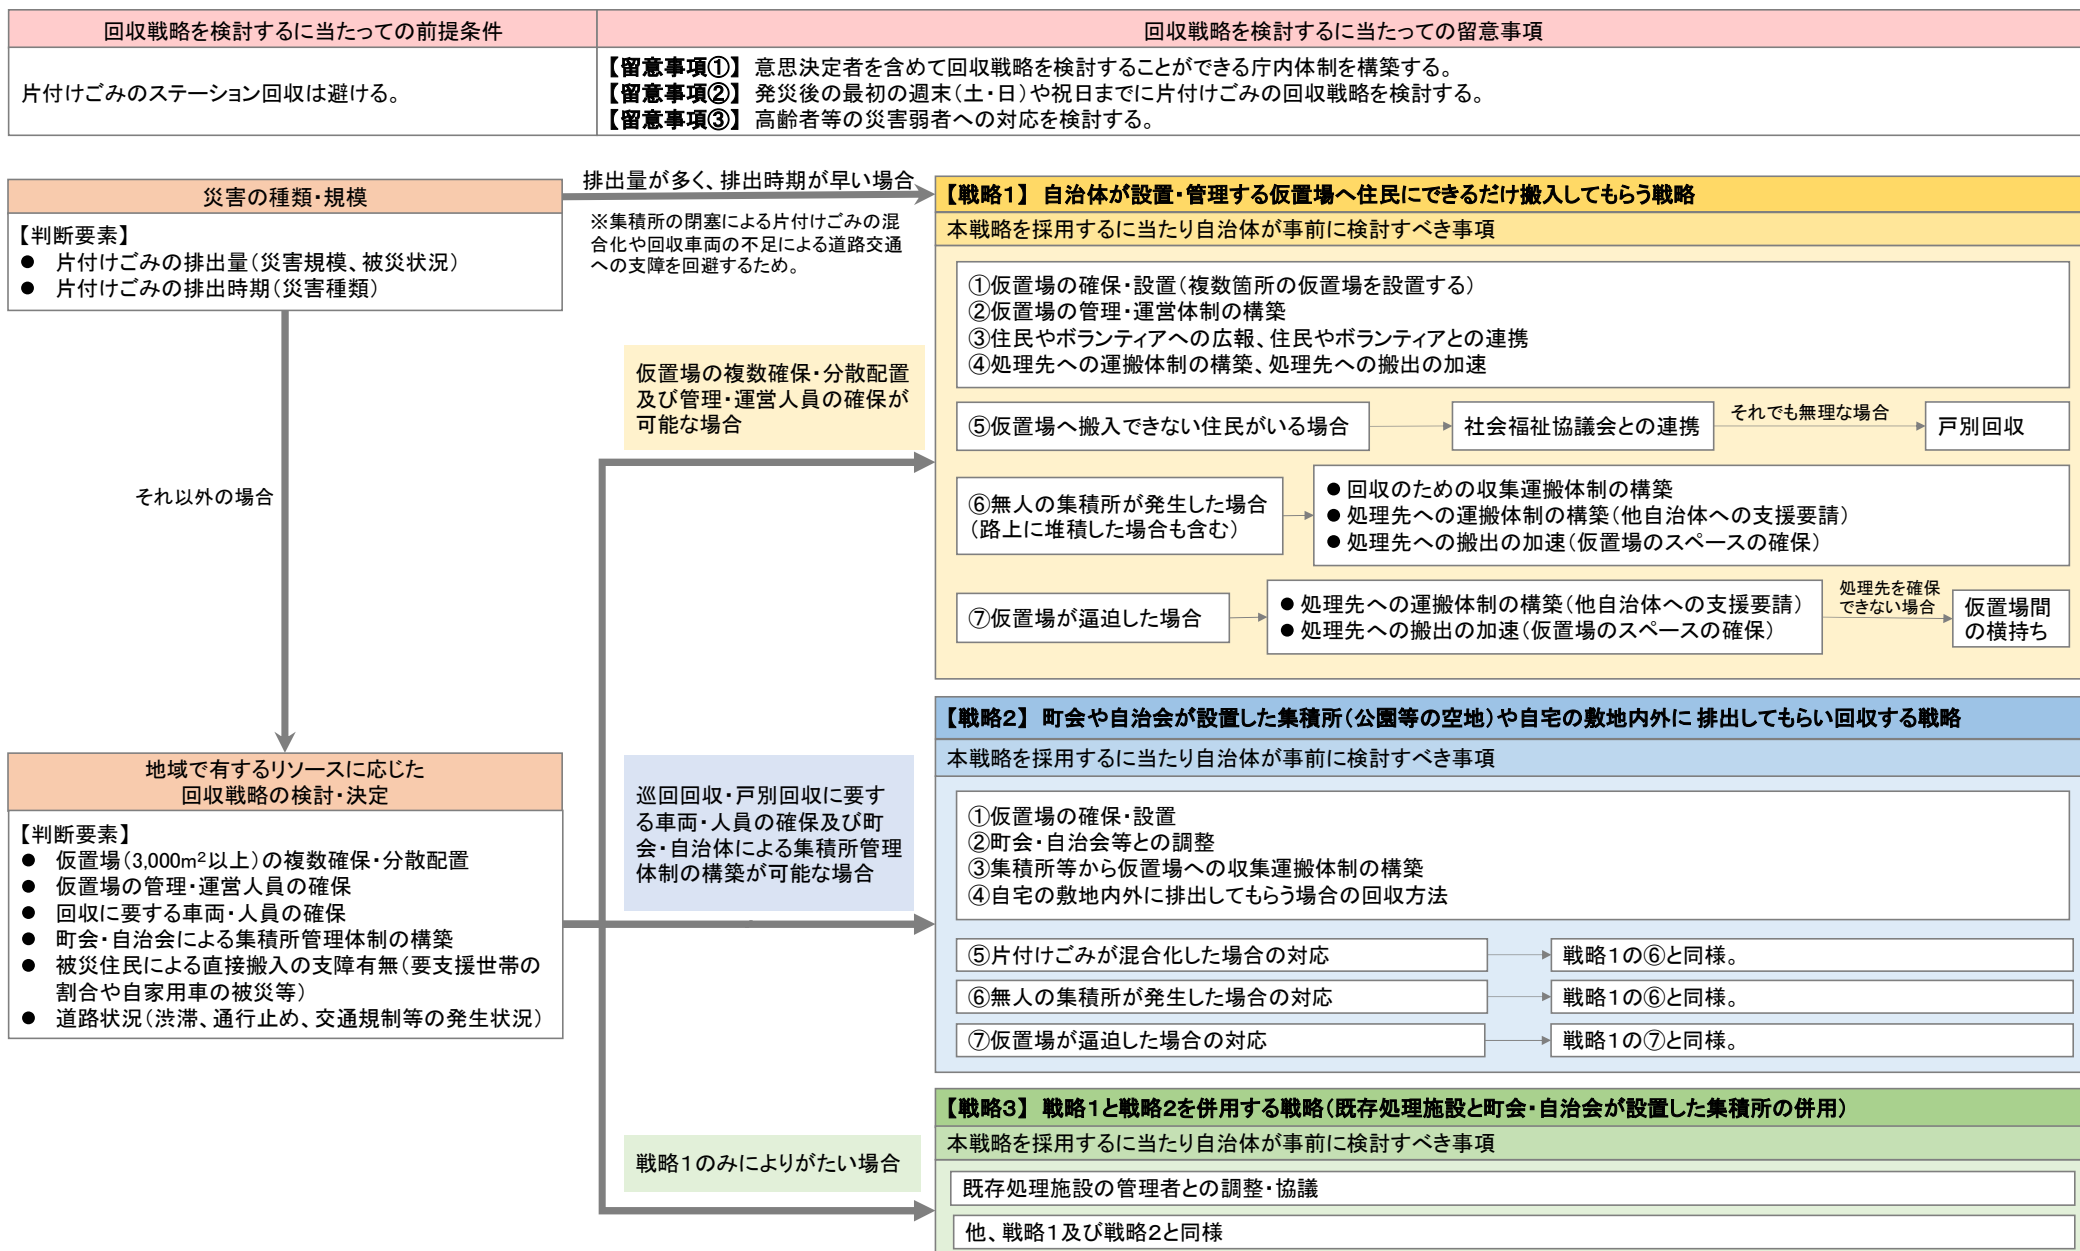 回収戦略を検討するに当たっての前提条件
回収戦略を検討するに当たっての留意事項
片付けごみのステーション回収は避ける。
【留意事項①】 意思決定者を含めて回収戦略を検討することができる庁内体制を構築する。
【留意事項②】 発災後の最初の週末(土・日)や祝日までに片付けごみの回収戦略を検討する。
【留意事項③】 高齢者等の災害弱者への対応を検討する。
災害の種類・規模
【判断要素】
● 片付けごみの排出量(災害規模、被災状況)
● 片付けごみの排出時期(災害種類)
排出量が多く、排出時期が早い場合
※集積所の閉塞による片付けごみの混
合化や回収車両の不足による道路交通
への支障を回避するため。
それ以外の場合
地域で有するリソースに応じた
回収戦略の検討・決定
【判断要素】
● 仮置場(3,000m²以上)の複数確保・分散配置
● 仮置場の管理・運営人員の確保
● 回収に要する車両・人員の確保
● 町会・自治会による集積所管理体制の構築
● 被災住民による直接搬入の支障有無(要支援世帯の
割合や自家用車の被災等)
● 道路状況(渋滞、通行止め、交通規制等の発生状況)
仮置場の複数確保・分散配置
及び管理・運営人員の確保が
可能な場合
【戦略1】 自治体が設置・管理する仮置場へ住民にできるだけ搬入してもらう戦略
本戦略を採用するに当たり自治体が事前に検討すべき事項
①仮置場の確保・設置(複数箇所の仮置場を設置する)
②仮置場の管理・運営体制の構築
③住民やボランティアへの広報、住民やボランティアとの連携
④処理先への運搬体制の構築、処理先への搬出の加速
⑤仮置場へ搬入できない住民がいる場合
社会福祉協議会との連携
それでも無理な場合
戸別回収
⑥無人の集積所が発生した場合
(路上に堆積した場合も含む)
● 回収のための収集運搬体制の構築
● 処理先への運搬体制の構築(他自治体への支援要請)
● 処理先への搬出の加速(仮置場のスペースの確保)
⑦仮置場が逼迫した場合
● 処理先への運搬体制の構築(他自治体への支援要請)
● 処理先への搬出の加速(仮置場のスペースの確保)
処理先を確保
できない場合
仮置場間
の横持ち
巡回回収・戸別回収に要す
る車両・人員の確保及び町
会・自治体による集積所管理
体制の構築が可能な場合
【戦略2】 町会や自治会が設置した集積所(公園等の空地)や自宅の敷地内外に 排出してもらい回収する戦略
本戦略を採用するに当たり自治体が事前に検討すべき事項
①仮置場の確保・設置
②町会・自治会等との調整
③集積所等から仮置場への収集運搬体制の構築
④自宅の敷地内外に排出してもらう場合の回収方法
⑤片付けごみが混合化した場合の対応
戦略1の⑥と同様。
⑥無人の集積所が発生した場合の対応
戦略1の⑥と同様。
⑦仮置場が逼迫した場合の対応
戦略1の⑦と同様。
戦略1のみによりがたい場合
【戦略3】 戦略1と戦略2を併用する戦略(既存処理施設と町会・自治会が設置した集積所の併用)
本戦略を採用するに当たり自治体が事前に検討すべき事項
既存処理施設の管理者との調整・協議
他、戦略1及び戦略2と同様